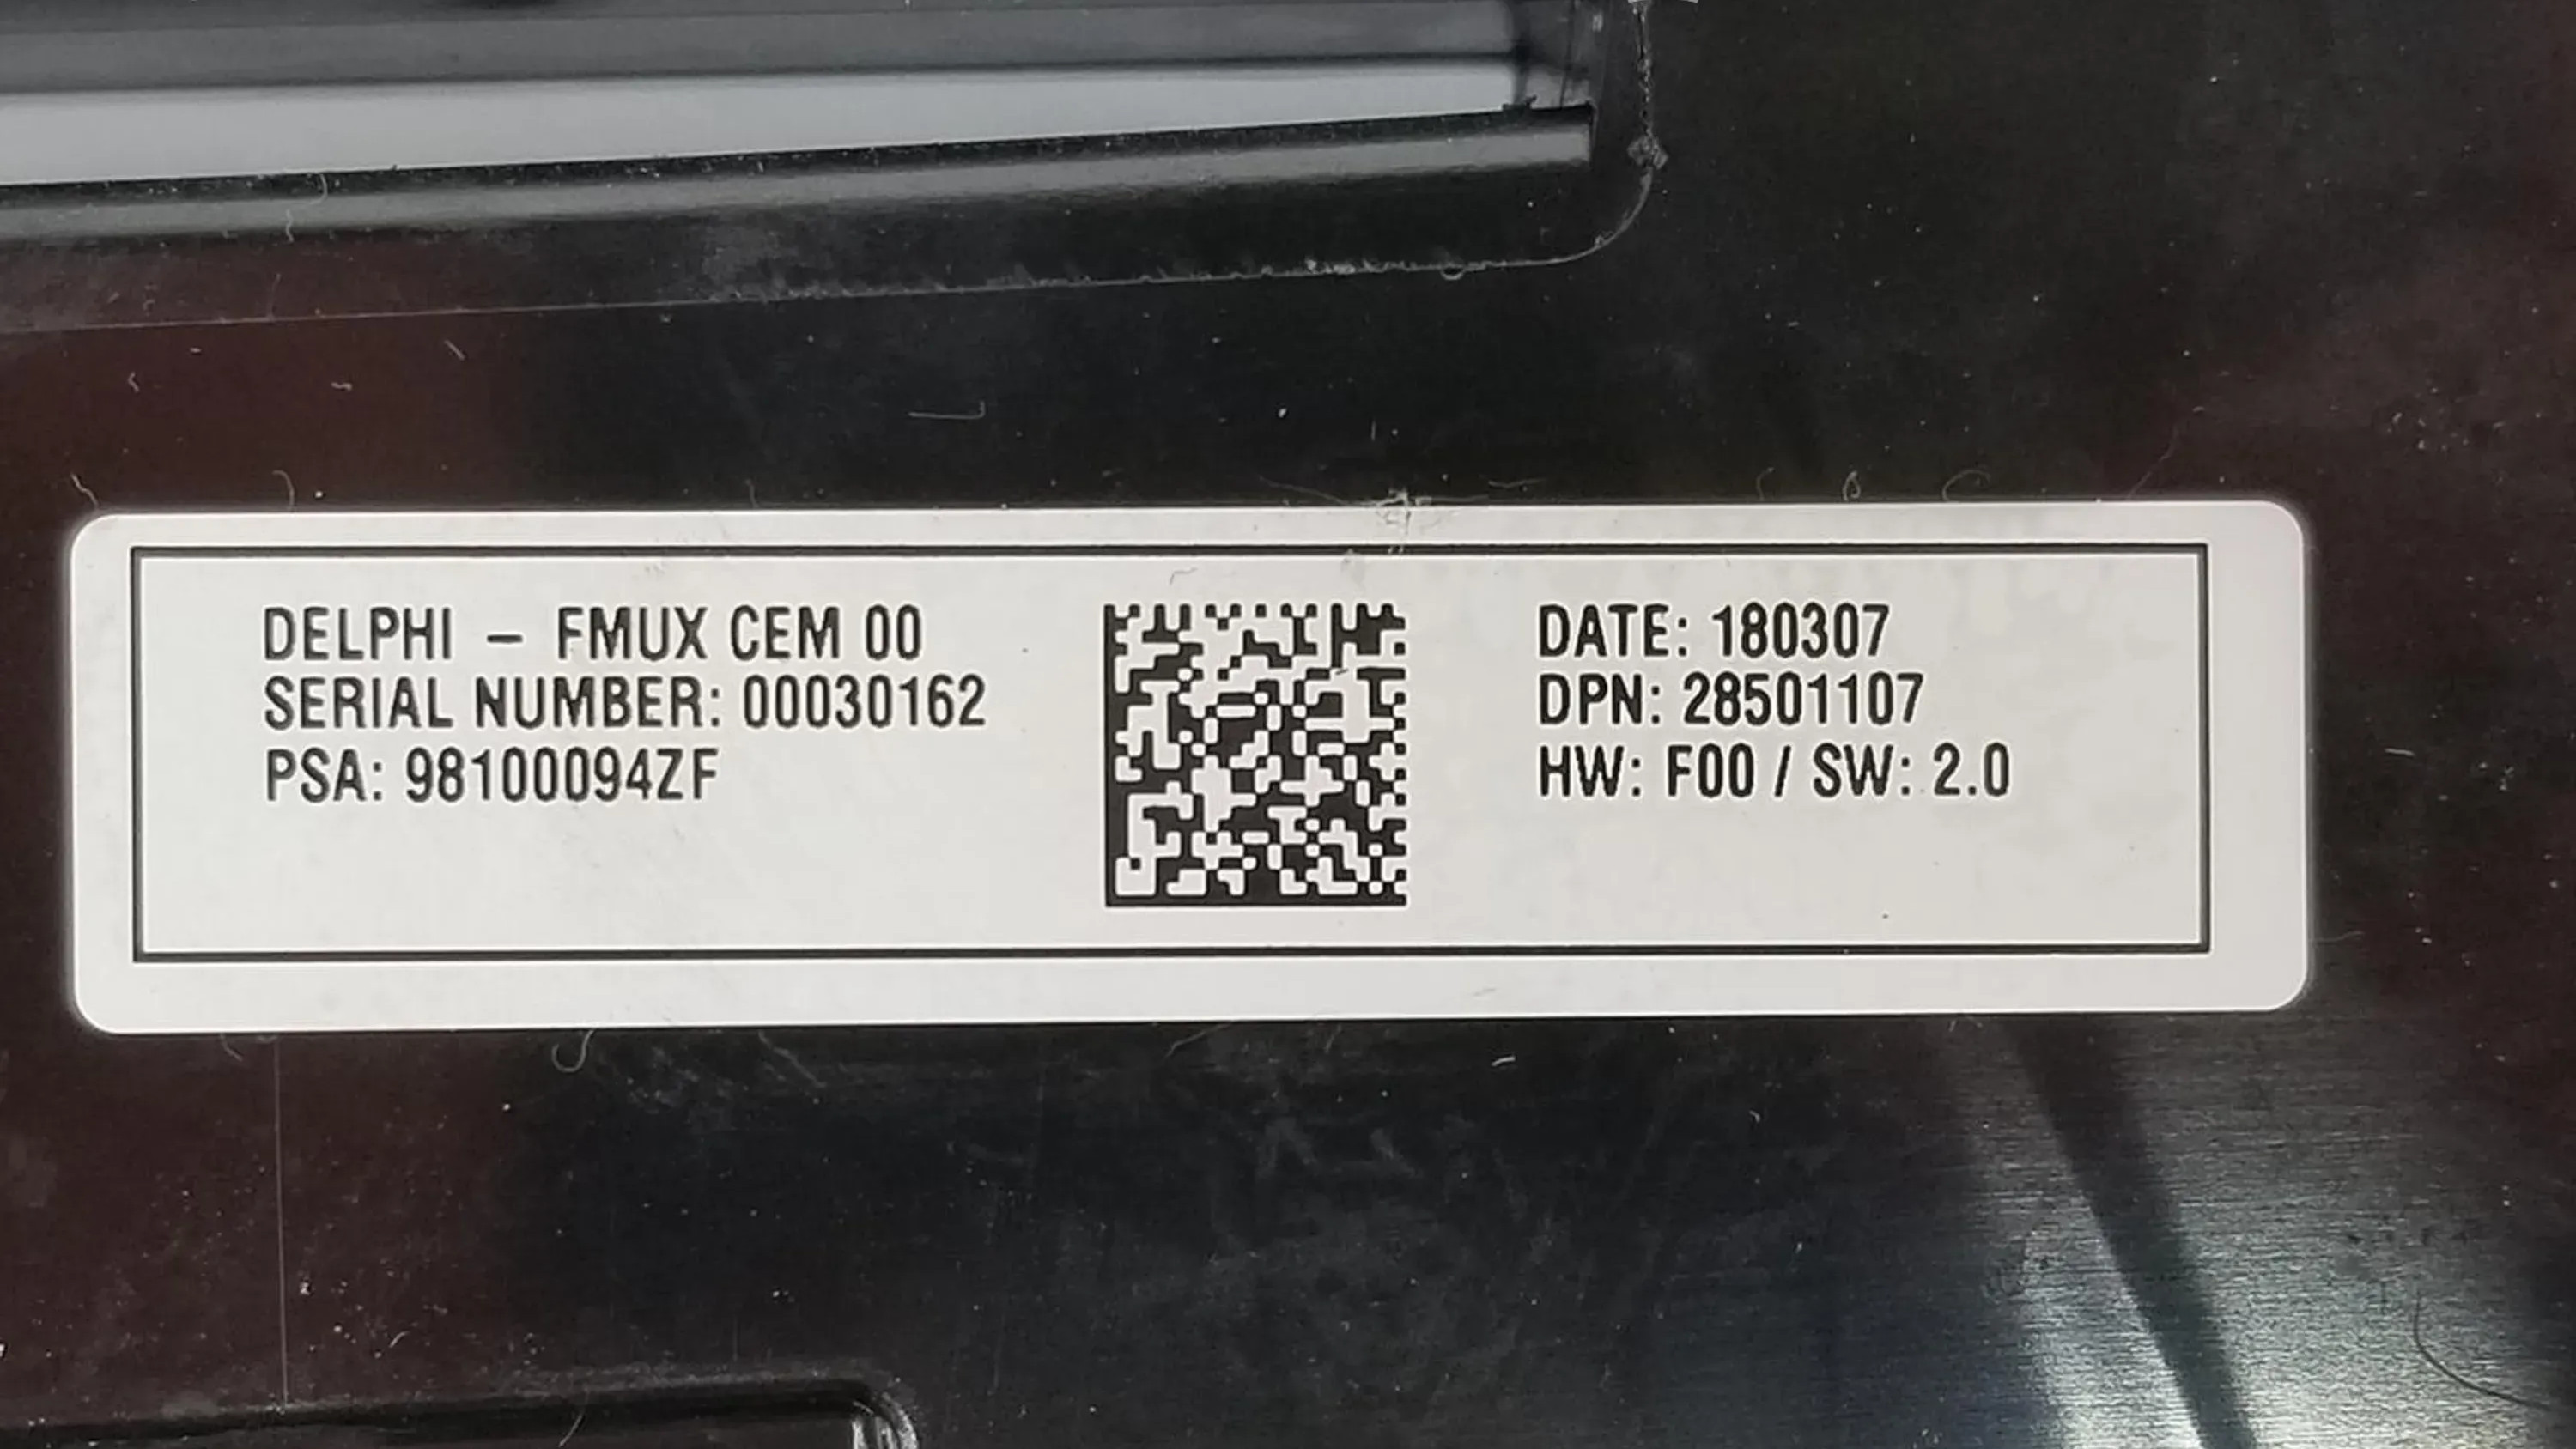 DELPHI – FMUX CEM 00
SERIAL NUMBER: 00030162
PSA: 98100094ZF
DATE: 180307
DPN: 28501107
HW: F00 / SW: 2.0